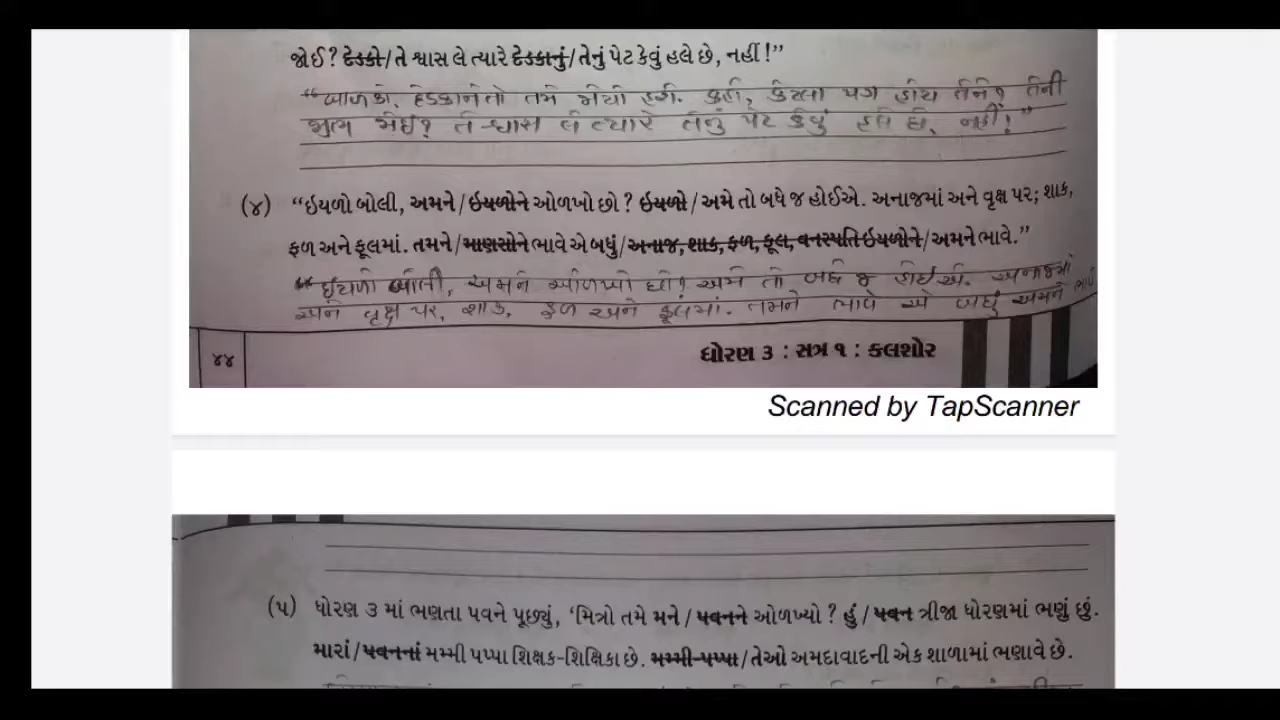 જોઈ? દેડકો/તે શ્વાસ લે ત્યારે દેડકાનું/તેનું પેટ કેવું હલે છે, નહીં!”
“બાળકો, દેડકાનેતો તમે જોયો હશે. કહો, કેટલા પગ હોય તેને? તેની
જોઈ? તે શ્વાસ લે ત્યારે તેનું પેટ કેવું હલે છે, નહીં!”
(૪) “ઇયળો બોલી, અમને/ઇયળોને ઓળખો છો? ઇયળો/અમે તો બધે જ હોઈએ. અનાજમાં અને વૃક્ષ પર; શાક,
ફળ અને ફૂલમાં. તમને/માણસોને ભાવે એ બધું/અનાજ, શાક, ફળ, ફૂલ, વનસ્પતિ ઇયળોને/અમને ભાવે.”
“ઇયળો બોલી, અમને ઓળખો છો? અમે તો બધે જ હોઈએ. અનાજમાં
અને વૃક્ષ પર, શાક, ફળ અને ફૂલમાં. તમને ભાવે એ બધું અમને ભાવે
૪૪
ધોરણ 3 : સત્ર ૧ : કલશોર
Scanned by TapScanner
(૫) ધોરણ ૩ માં ભણતા પવને પૂછ્યું, ‘મિત્રો તમે મને/પવનને ઓળખ્યો? હું/પવન ત્રીજા ધોરણમાં ભણું છું.
મારાં/પવનનાં મમ્મી પપ્પા શિક્ષક-શિક્ષિકા છે. મમ્મી-પપ્પા/તેઓ અમદાવાદની એક શાળામાં ભણાવે છે.